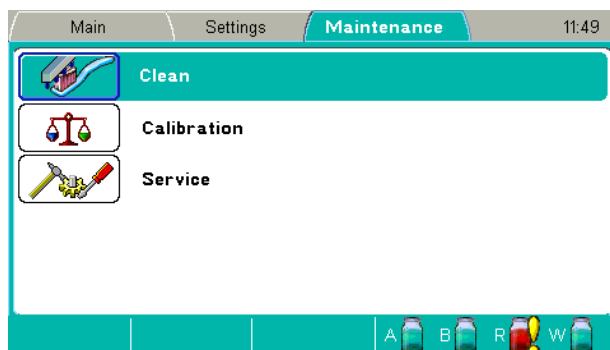 Main Settings Maintenance 11:49
Clean
Calibration
Service
A B R W